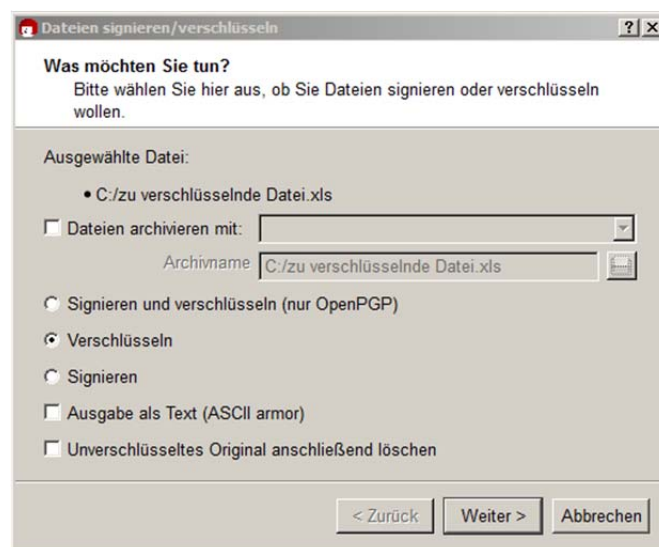 Dateien signieren/verschlüsseln
Was möchten Sie tun?
Bitte wählen Sie hier aus, ob Sie Dateien signieren oder verschlüsseln
wollen.
Ausgewählte Datei:
• C:/zu verschlüsselnde Datei.xls
Dateien archivieren mit:
Archivname C:/zu verschlüsselnde Datei.xls
Signieren und verschlüsseln (nur OpenPGP)
Verschlüsseln
Signieren
Ausgabe als Text (ASCII armor)
Unverschlüsseltes Original anschließend löschen
< Zurück Weiter > Abbrechen